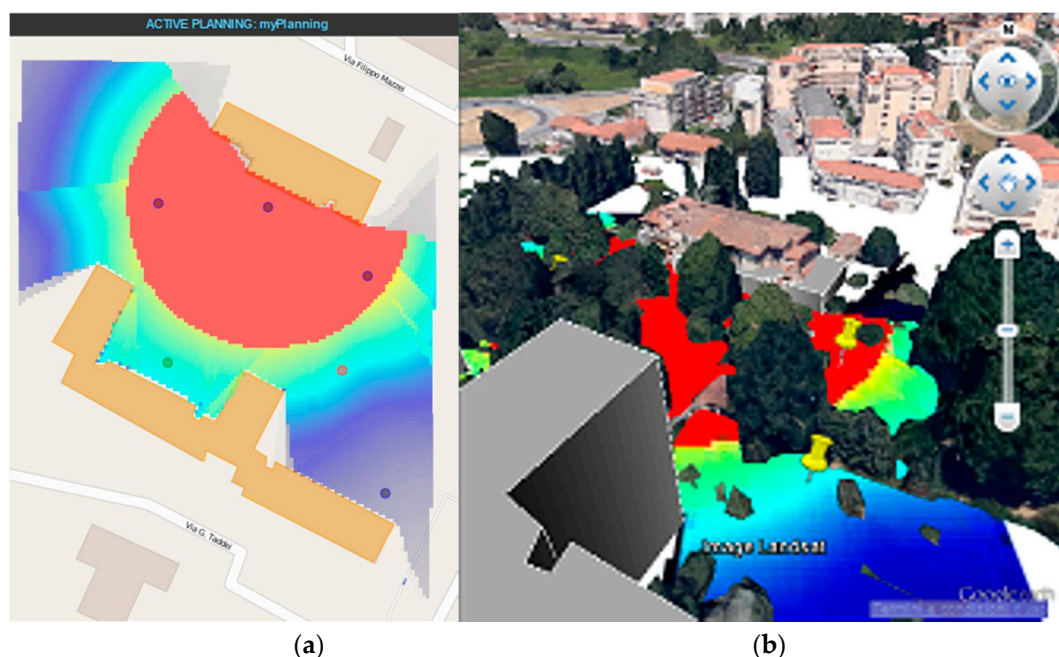 ACTIVE PLANNING: myPlanning
Via Filippo Mazzei
Via G. Taddei
N
Image Landsat
Google earth
(a)
(b)